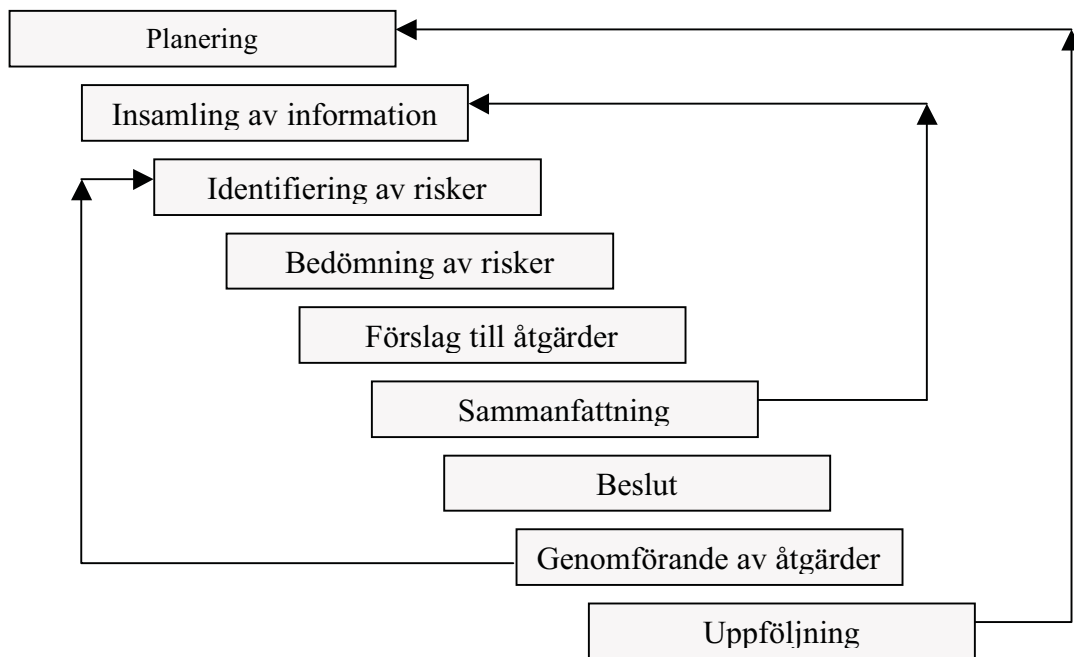 Planering
Insamling av information
Identifiering av risker
Bedömning av risker
Förslag till åtgärder
Sammanfattning
Beslut
Genomförande av åtgärder
Uppföljning